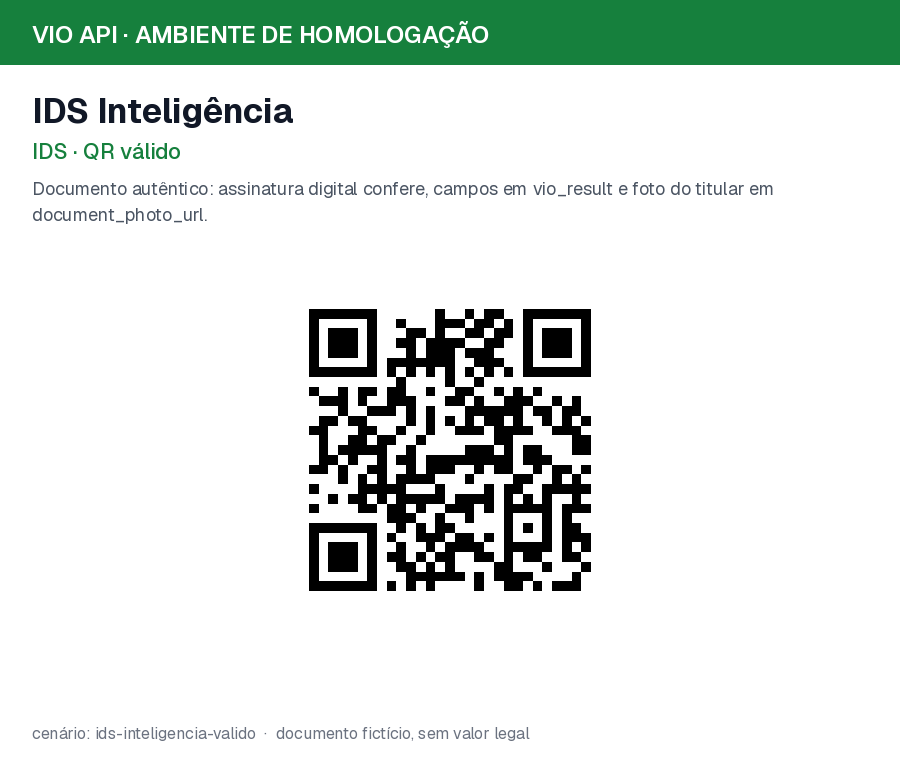 VIO API · AMBIENTE DE HOMOLOGAÇÃO
IDS Inteligência
IDS · QR válido
Documento autêntico: assinatura digital confere, campos em vio_result e foto do titular em
document_photo_url.
cenário: ids-inteligencia-valido · documento fictício, sem valor legal